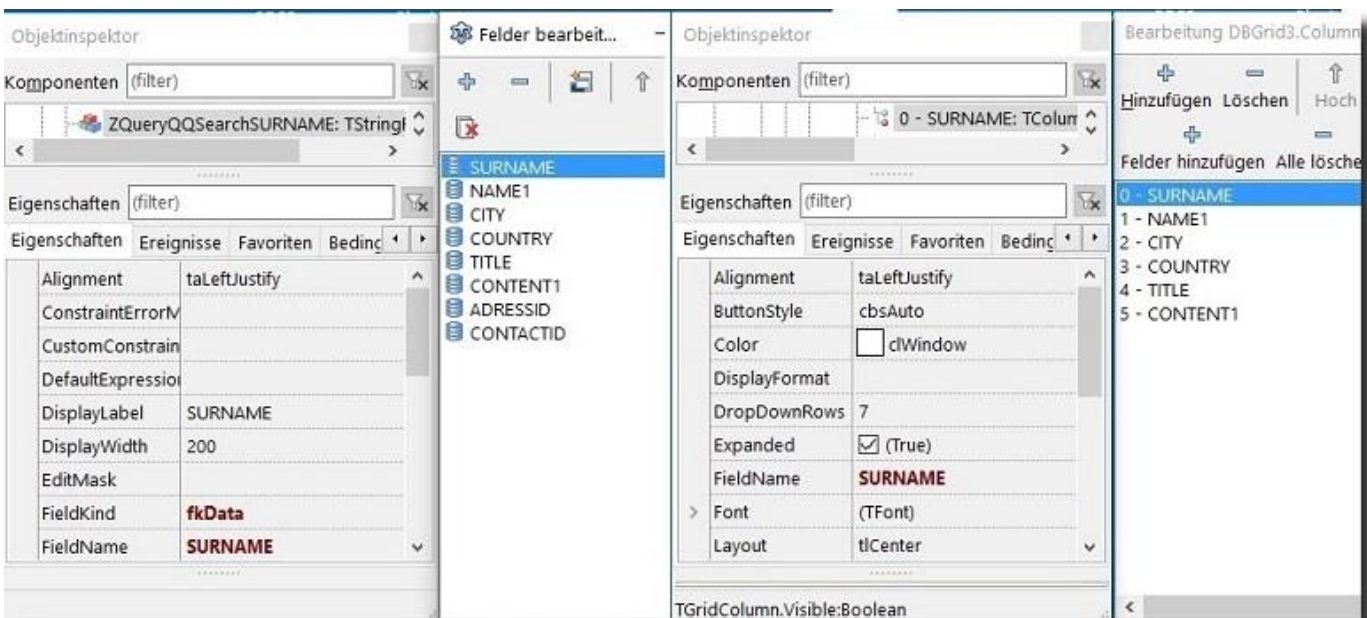 Objektinspektor
Komponenten (filter)
ZQueryQQSearchSURNAME: TStringF
Eigenschaften (filter)
Eigenschaften Ereignisse Favoriten Beding
Alignment taLeftJustify
ConstraintErrorM
CustomConstrain
DefaultExpression
DisplayLabel SURNAME
DisplayWidth 200
EditMask
FieldKind fkData
FieldName SURNAME
Felder bearbeit...
SURNAME
NAME1
CITY
COUNTRY
TITLE
CONTENT1
ADRESSID
CONTACTID
Objektinspektor
Komponenten (filter)
0 - SURNAME: TColum
Eigenschaften (filter)
Eigenschaften Ereignisse Favoriten Beding
Alignment taLeftJustify
ButtonStyle cbsAuto
Color clWindow
DisplayFormat
DropDownRows 7
Expanded (True)
FieldName SURNAME
Font (TFont)
Layout tlCenter
TGridColumn.Visible:Boolean
Bearbeitung DBGrid3.Column
Hinzufügen Löschen Hoch
Felder hinzufügen Alle lösche
0 - SURNAME
1 - NAME1
2 - CITY
3 - COUNTRY
4 - TITLE
5 - CONTENT1